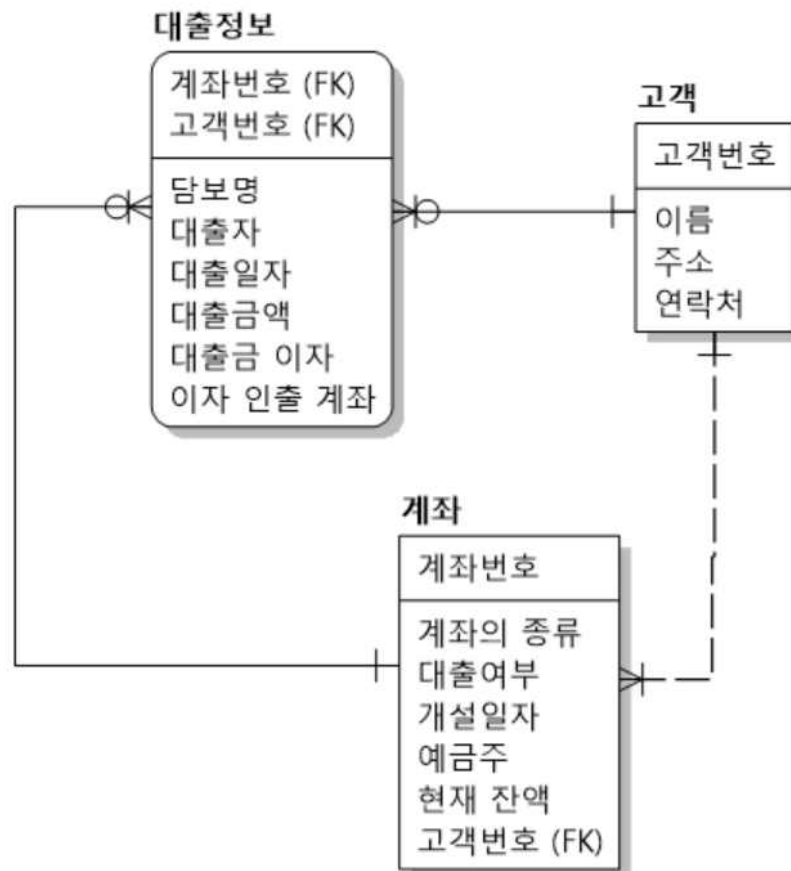 대출정보
계좌번호 (FK)
고객번호 (FK)
담보명
대출자
대출일자
대출금액
대출금 이자
이자 인출 계좌
고객
고객번호
이름
주소
연락처
계좌
계좌번호
계좌의 종류
대출여부
개설일자
예금주
현재 잔액
고객번호 (FK)